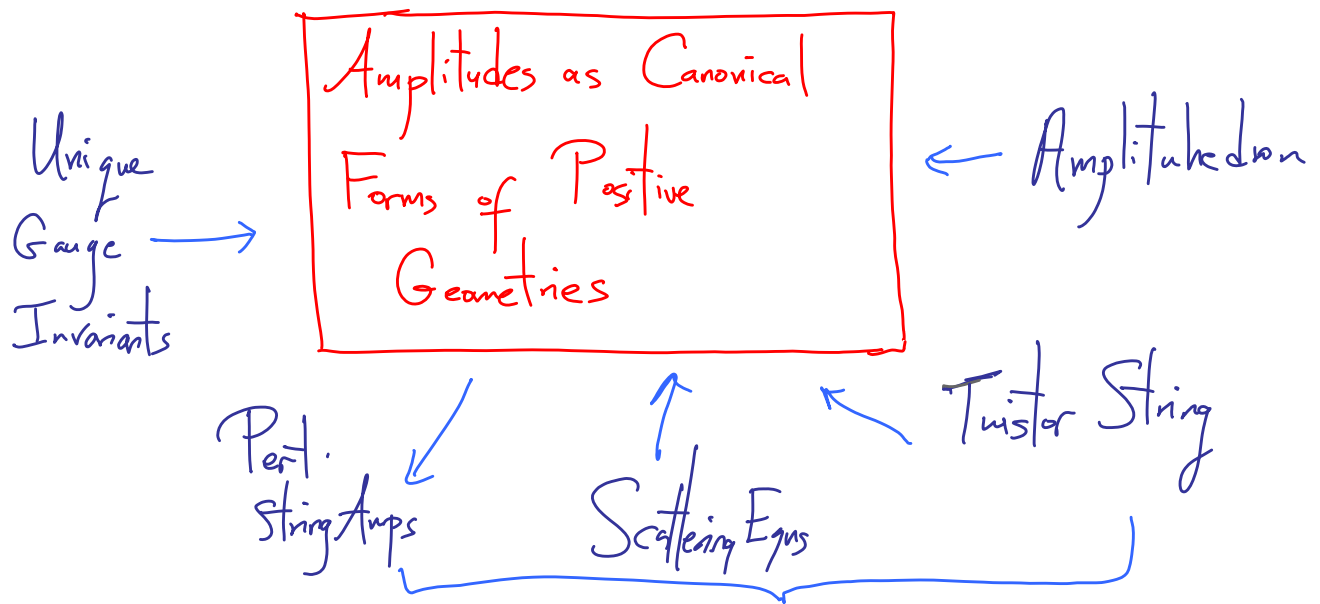 Amplitudes as Canonical
Forms of Positive
Geometries
Unique
Gauge
Invariants
Amplituhedron
Twistor String
Pert.
String Amps
Scattering Eqns